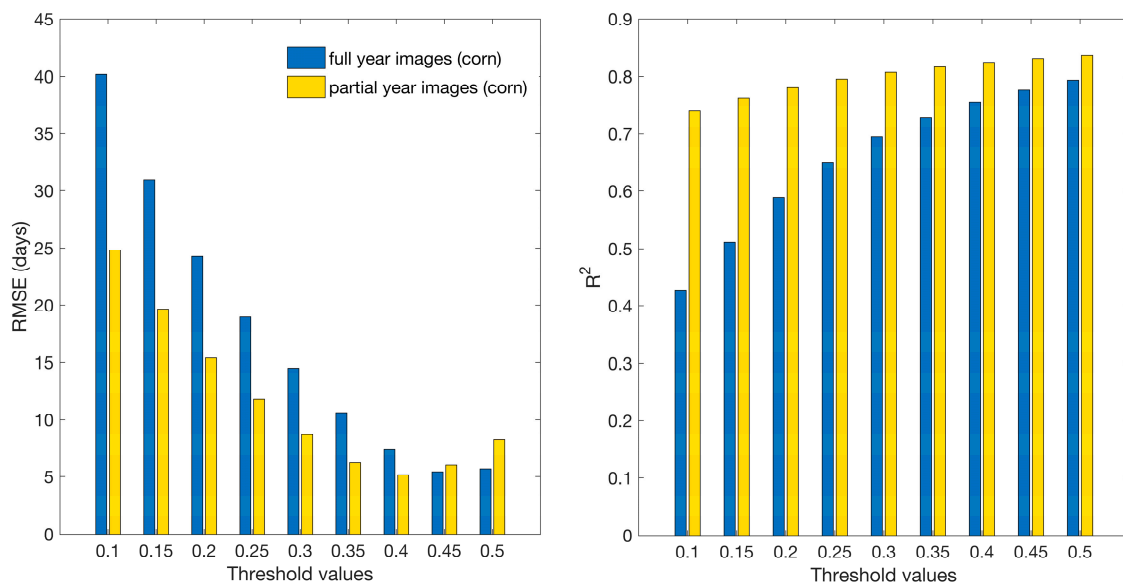 45
40
35
30
25
20
15
10
5
0
RMSE (days)
full year images (corn)
partial year images (corn)
0.1 0.15 0.2 0.25 0.3 0.35 0.4 0.45 0.5
Threshold values
0.9
0.8
0.7
0.6
0.5
0.4
0.3
0.2
0.1
0
R²
0.1 0.15 0.2 0.25 0.3 0.35 0.4 0.45 0.5
Threshold values